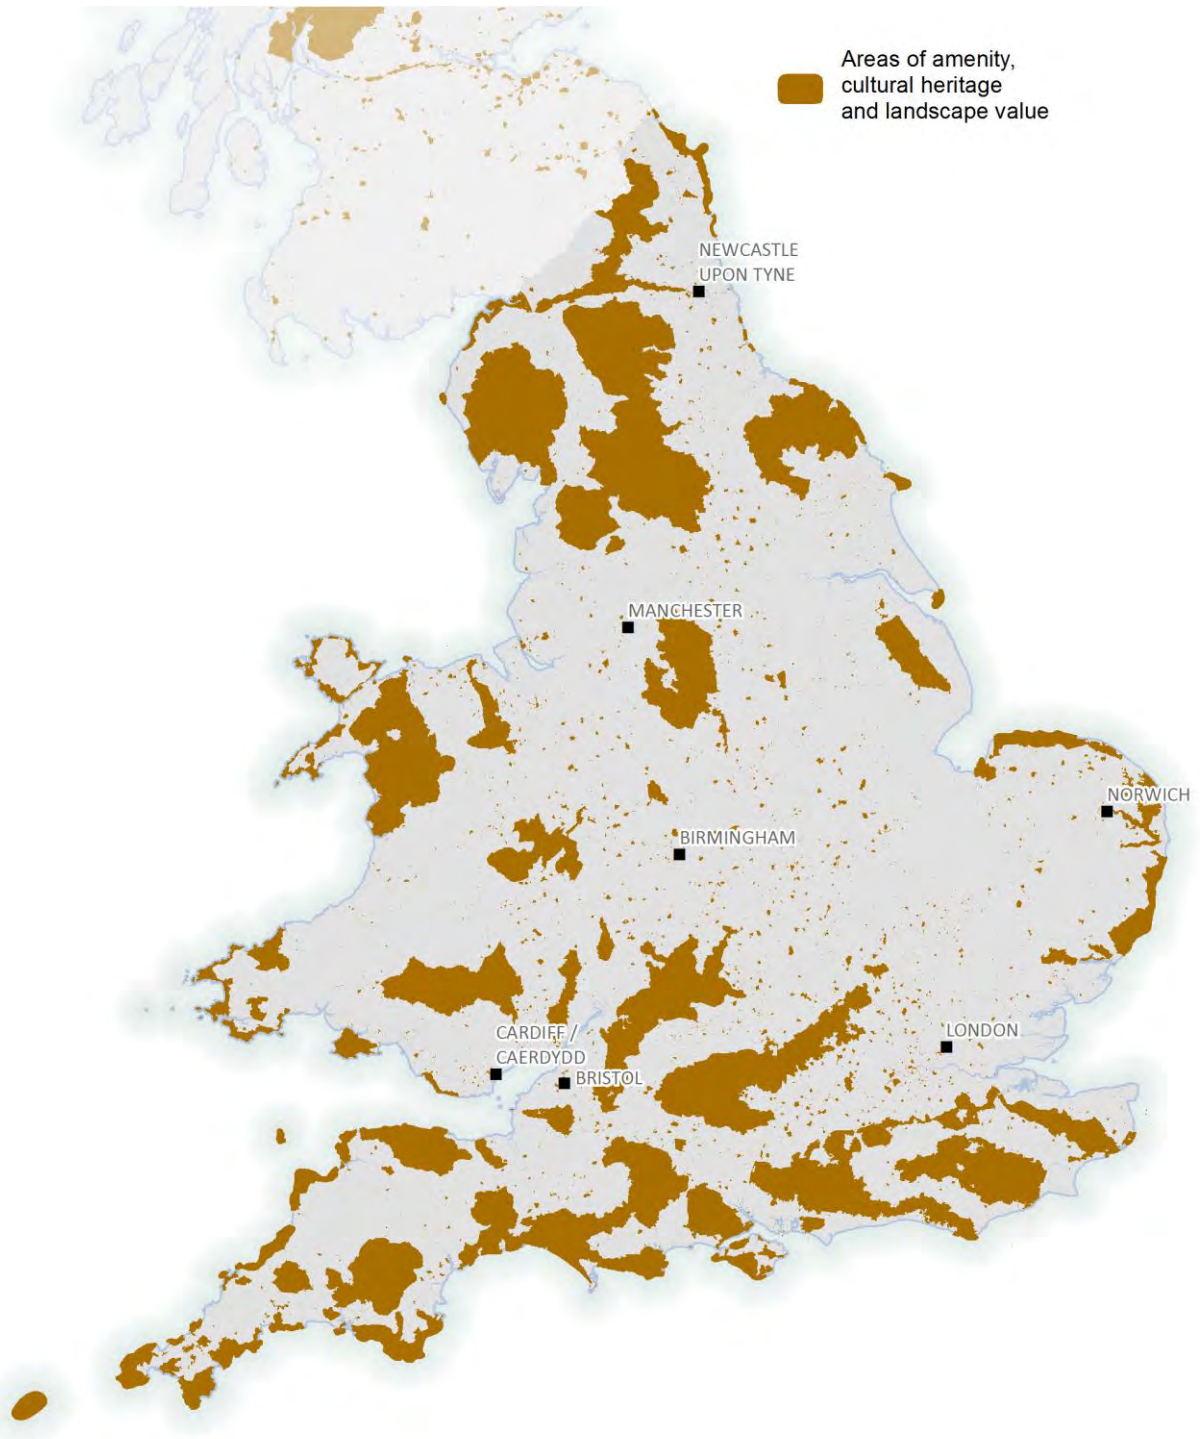 Areas of amenity,
cultural heritage
and landscape value
NEWCASTLE
UPON TYNE
MANCHESTER
NORWICH
BIRMINGHAM
LONDON
CARDIFF /
CAERDYDD
BRISTOL